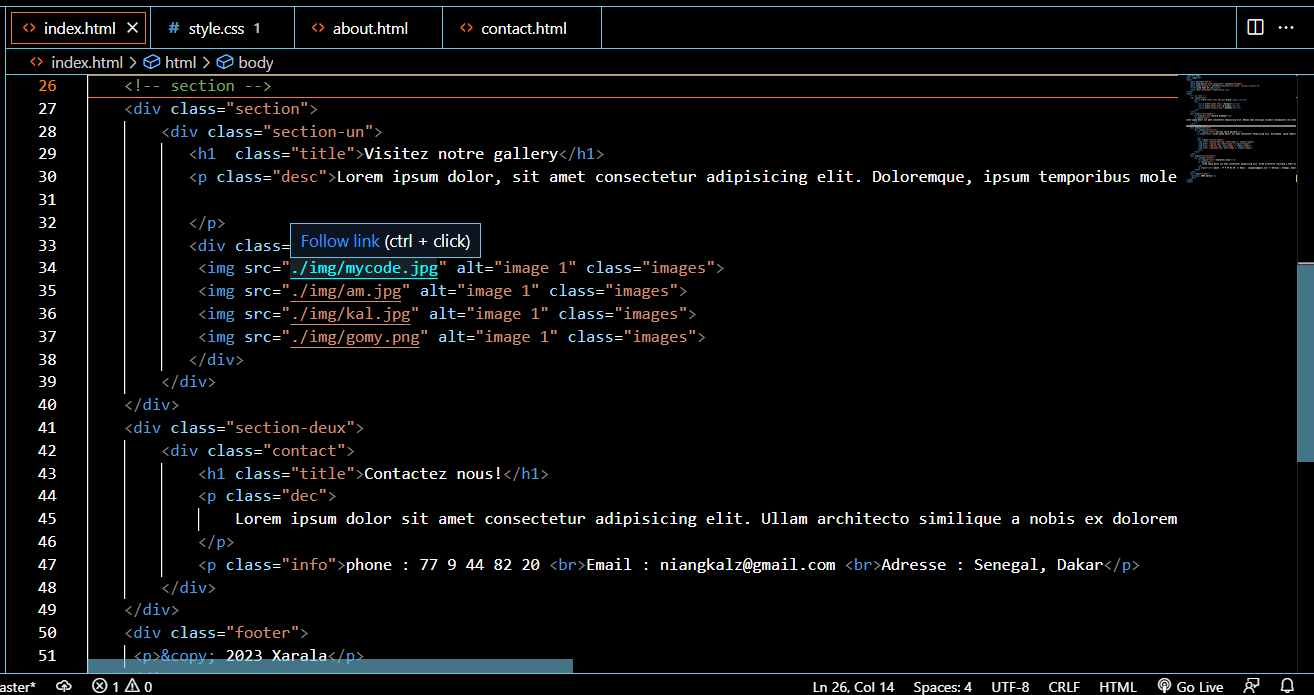 index.html
style.css 1
about.html
contact.html
index.html > html > body
26 <!-- section -->
27 <div class="section">
28 <div class="section-un">
29 <h1  class="title">Visitez notre gallery</h1>
30 <p class="desc">Lorem ipsum dolor, sit amet consectetur adipisicing elit. Doloremque, ipsum temporibus mole
31
32 </p>
Follow link (ctrl + click)
33 <div class=
34 <img src="./img/mycode.jpg" alt="image 1" class="images">
35 <img src="./img/am.jpg" alt="image 1" class="images">
36 <img src="./img/kal.jpg" alt="image 1" class="images">
37 <img src="./img/gomy.png" alt="image 1" class="images">
38 </div>
39 </div>
40 </div>
41 <div class="section-deux">
42 <div class="contact">
43 <h1 class="title">Contactez nous!</h1>
44 <p class="dec">
45 Lorem ipsum dolor sit amet consectetur adipisicing elit. Ullam architecto similique a nobis ex dolorem
46 </p>
47 <p class="info">phone : 77 9 44 82 20 <br>Email : niangkalz@gmail.com <br>Adresse : Senegal, Dakar</p>
48 </div>
49 </div>
50 <div class="footer">
51 <p>&copy; 2023 Xarala</p>
aster* 1 0 Ln 26, Col 14 Spaces: 4 UTF-8 CRLF HTML Go Live